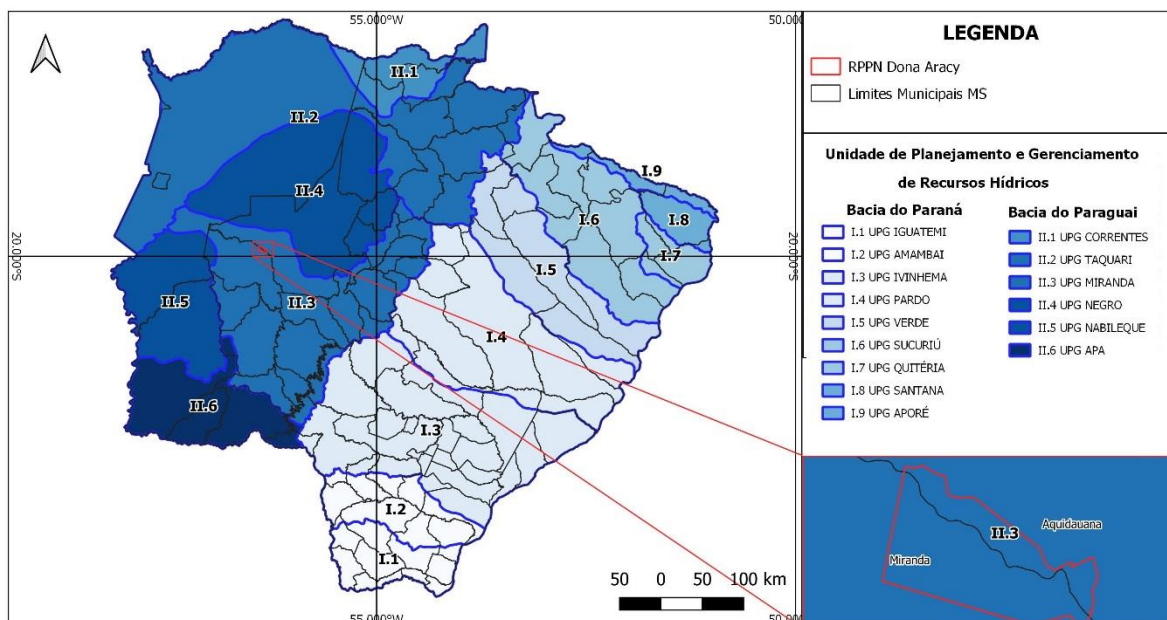 55.000°W
50.000
20.000
S.000°
20.000
S.000°
II.1
II.2
II.4
I.9
I.8
I.6
I.7
II.5
I.5
II.3
I.4
II.6
I.3
I.2
I.1
50 0 50 100 km
55.000°W
50.000
LEGENDA
RPPN Dona Aracy
Limites Municipais MS
Unidade de Planejamento e Gerenciamento
de Recursos Hídricos
Bacia do Paraná
I.1 UPG IGUATEMI
I.2 UPG AMAMBAI
I.3 UPG IVINHEMA
I.4 UPG PARDO
I.5 UPG VERDE
I.6 UPG SUCURIÚ
I.7 UPG QUITÉRIA
I.8 UPG SANTANA
I.9 UPG APORÉ
Bacia do Paraguai
II.1 UPG CORRENTES
II.2 UPG TAQUARI
II.3 UPG MIRANDA
II.4 UPG NEGRO
II.5 UPG NABILEQUE
II.6 UPG APA
II.3
Aquidauana
Miranda